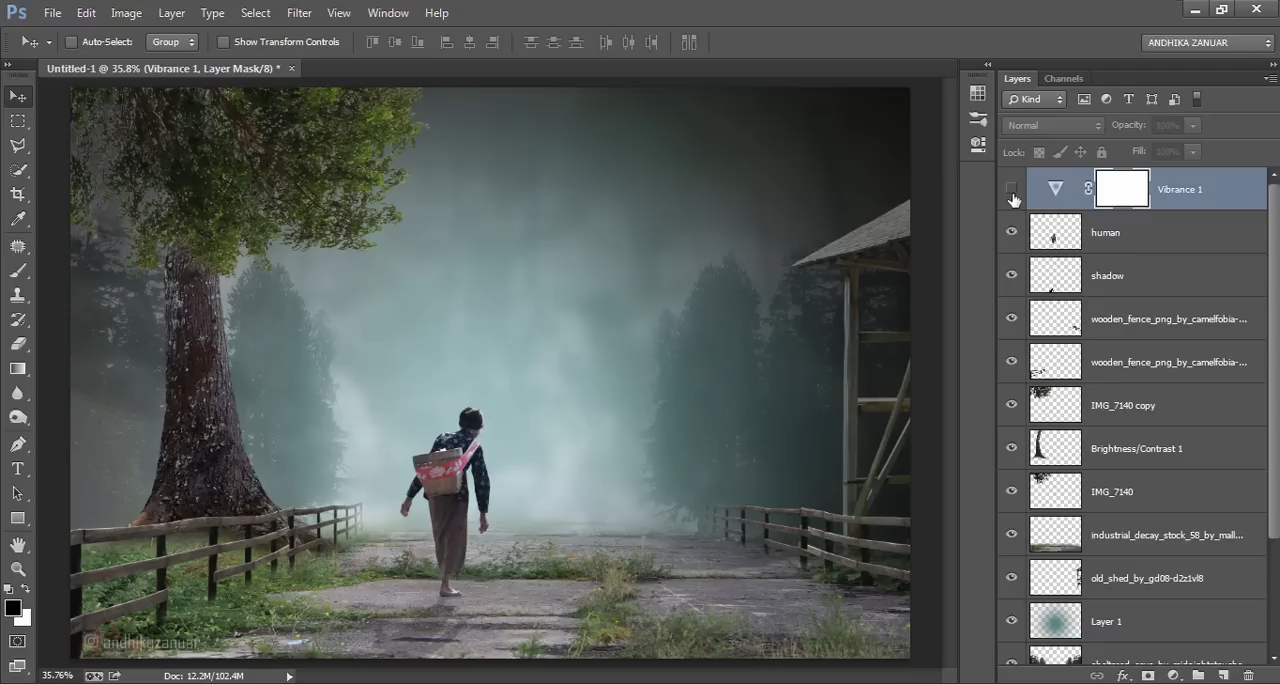 Ps File Edit Image Layer Type Select Filter View Window Help
Auto-Select: Group Show Transform Controls ANDHIKA ZANUAR
Untitled-1 @ 35.8% (Vibrance 1, Layer Mask/8) * ×
Layers Channels
Kind T
Normal Opacity: 100%
Lock: Fill: 100%
Vibrance 1
human
shadow
wooden_fence_png_by_camelfobia-...
wooden_fence_png_by_camelfobia-...
IMG_7140 copy
Brightness/Contrast 1
IMG_7140
industrial_decay_stock_58_by_mall...
old_shed_by_gd08-d2z1vl8
Layer 1
andhikazanuar
35.76% Doc: 12.2M/102.4M
fx